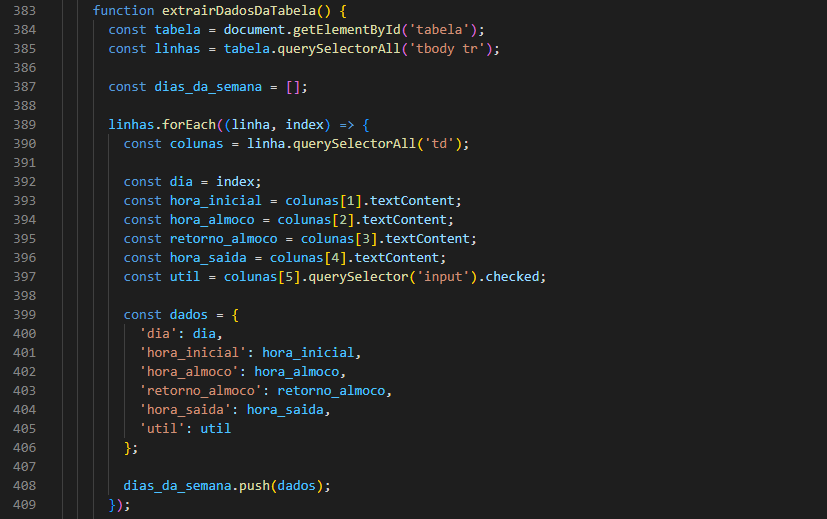 383 function extrairDadosDaTabela() {
384 const tabela = document.getElementById('tabela');
385 const linhas = tabela.querySelectorAll('tbody tr');
386
387 const dias_da_semana = [];
388
389 linhas.forEach((linha, index) => {
390 const colunas = linha.querySelectorAll('td');
391
392 const dia = index;
393 const hora_inicial = colunas[1].textContent;
394 const hora_almoco = colunas[2].textContent;
395 const retorno_almoco = colunas[3].textContent;
396 const hora_saida = colunas[4].textContent;
397 const util = colunas[5].querySelector('input').checked;
398
399 const dados = {
400 'dia': dia,
401 'hora_inicial': hora_inicial,
402 'hora_almoco': hora_almoco,
403 'retorno_almoco': retorno_almoco,
404 'hora_saida': hora_saida,
405 'util': util
406 };
407
408 dias_da_semana.push(dados);
409 });